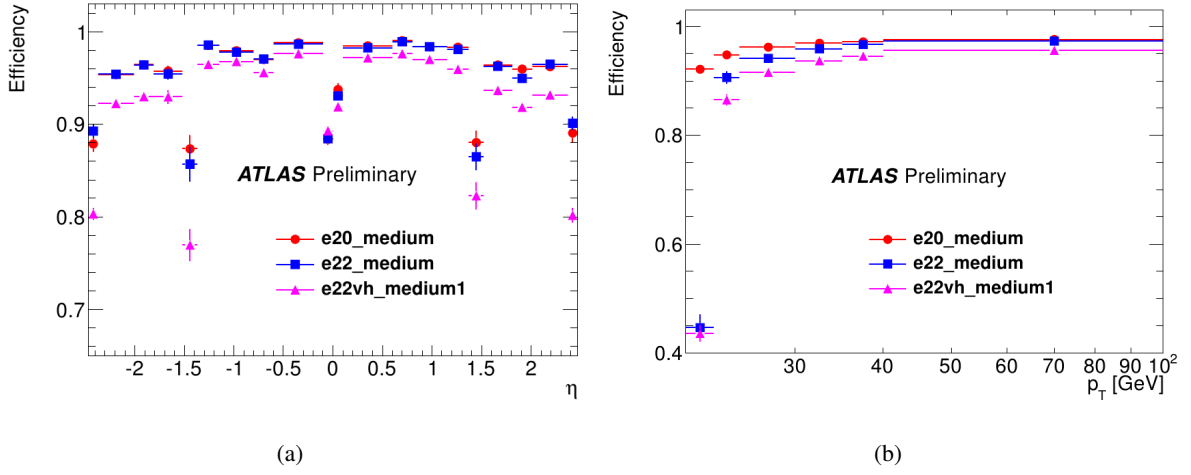 Efficiency
1
0.9
0.8
0.7
ATLAS Preliminary
e20_medium
e22_medium
e22vh_medium1
-2 -1.5 -1 -0.5 0 0.5 1 1.5 2
η
(a)
Efficiency
1
0.8
0.6
0.4
ATLAS Preliminary
e20_medium
e22_medium
e22vh_medium1
30 40 50 60 70 80 90 10²
p_T [GeV]
(b)